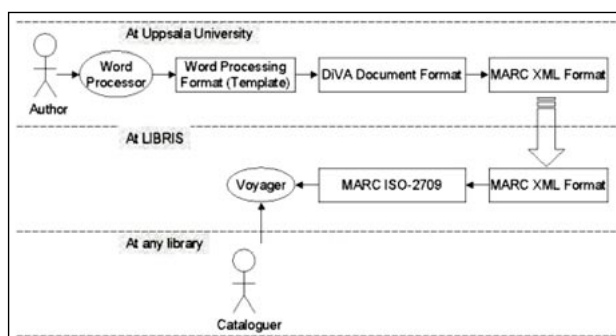 At Uppsala University
Word
Processor
Word Processing
Format (Template)
DiVA Document Format
MARC XML Format
Author
At LIBRIS
Voyager
MARC ISO-2709
MARC XML Format
At any library
Cataloguer